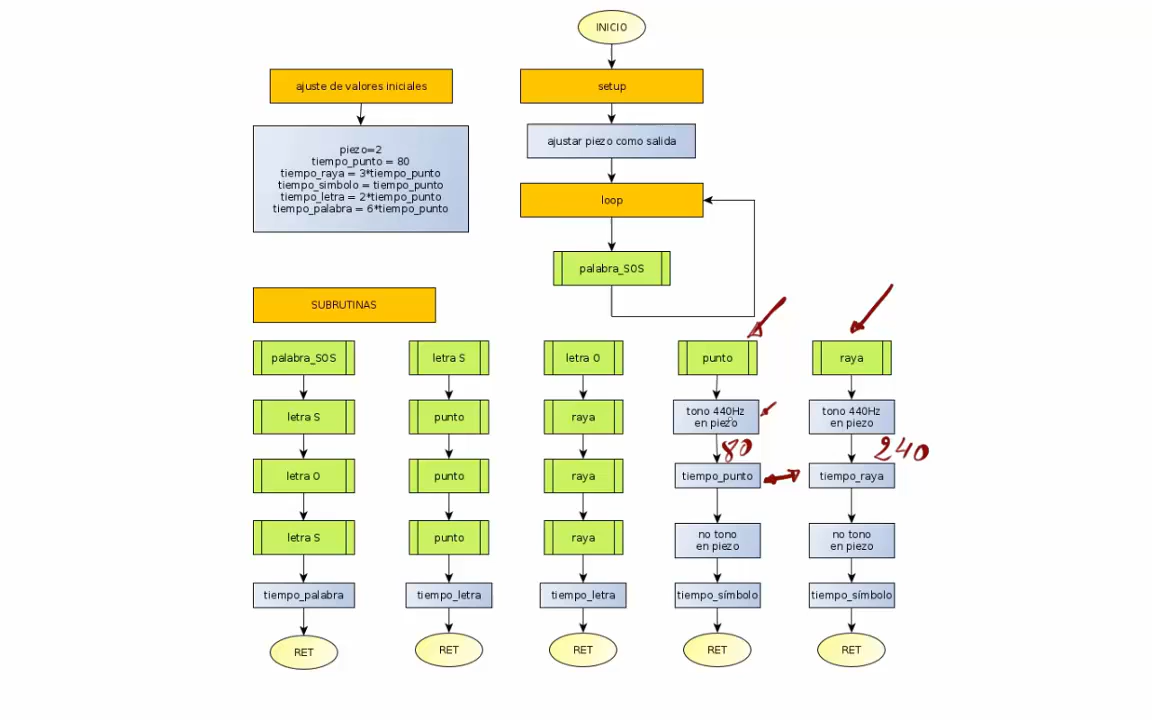 INICIO
ajuste de valores iniciales
setup
piezo=2
tiempo_punto = 80
tiempo_raya = 3*tiempo_punto
tiempo_simbolo = tiempo_punto
tiempo_letra = 2*tiempo_punto
tiempo_palabra = 6*tiempo_punto
ajustar piezo como salida
loop
palabra_SOS
SUBRUTINAS
palabra_SOS
letra S
letra O
letra S
tiempo_palabra
RET
letra S
punto
punto
punto
tiempo_letra
RET
letra O
raya
raya
raya
tiempo_letra
RET
punto
tono 440Hz
en piezo
80
tiempo_punto
no tono
en piezo
tiempo_símbolo
RET
raya
tono 440Hz
en piezo
240
tiempo_raya
no tono
en piezo
tiempo_símbolo
RET